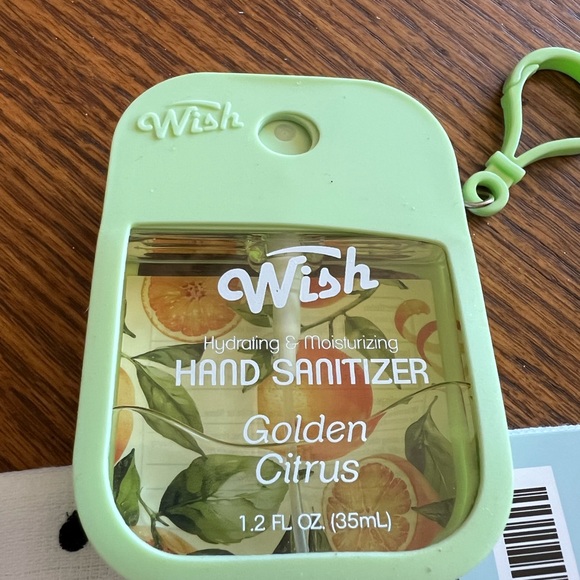 Wish
Wish
Hydrating & Moisturizing
HAND SANITIZER
Golden
Citrus
1.2 FL. OZ. (35mL)